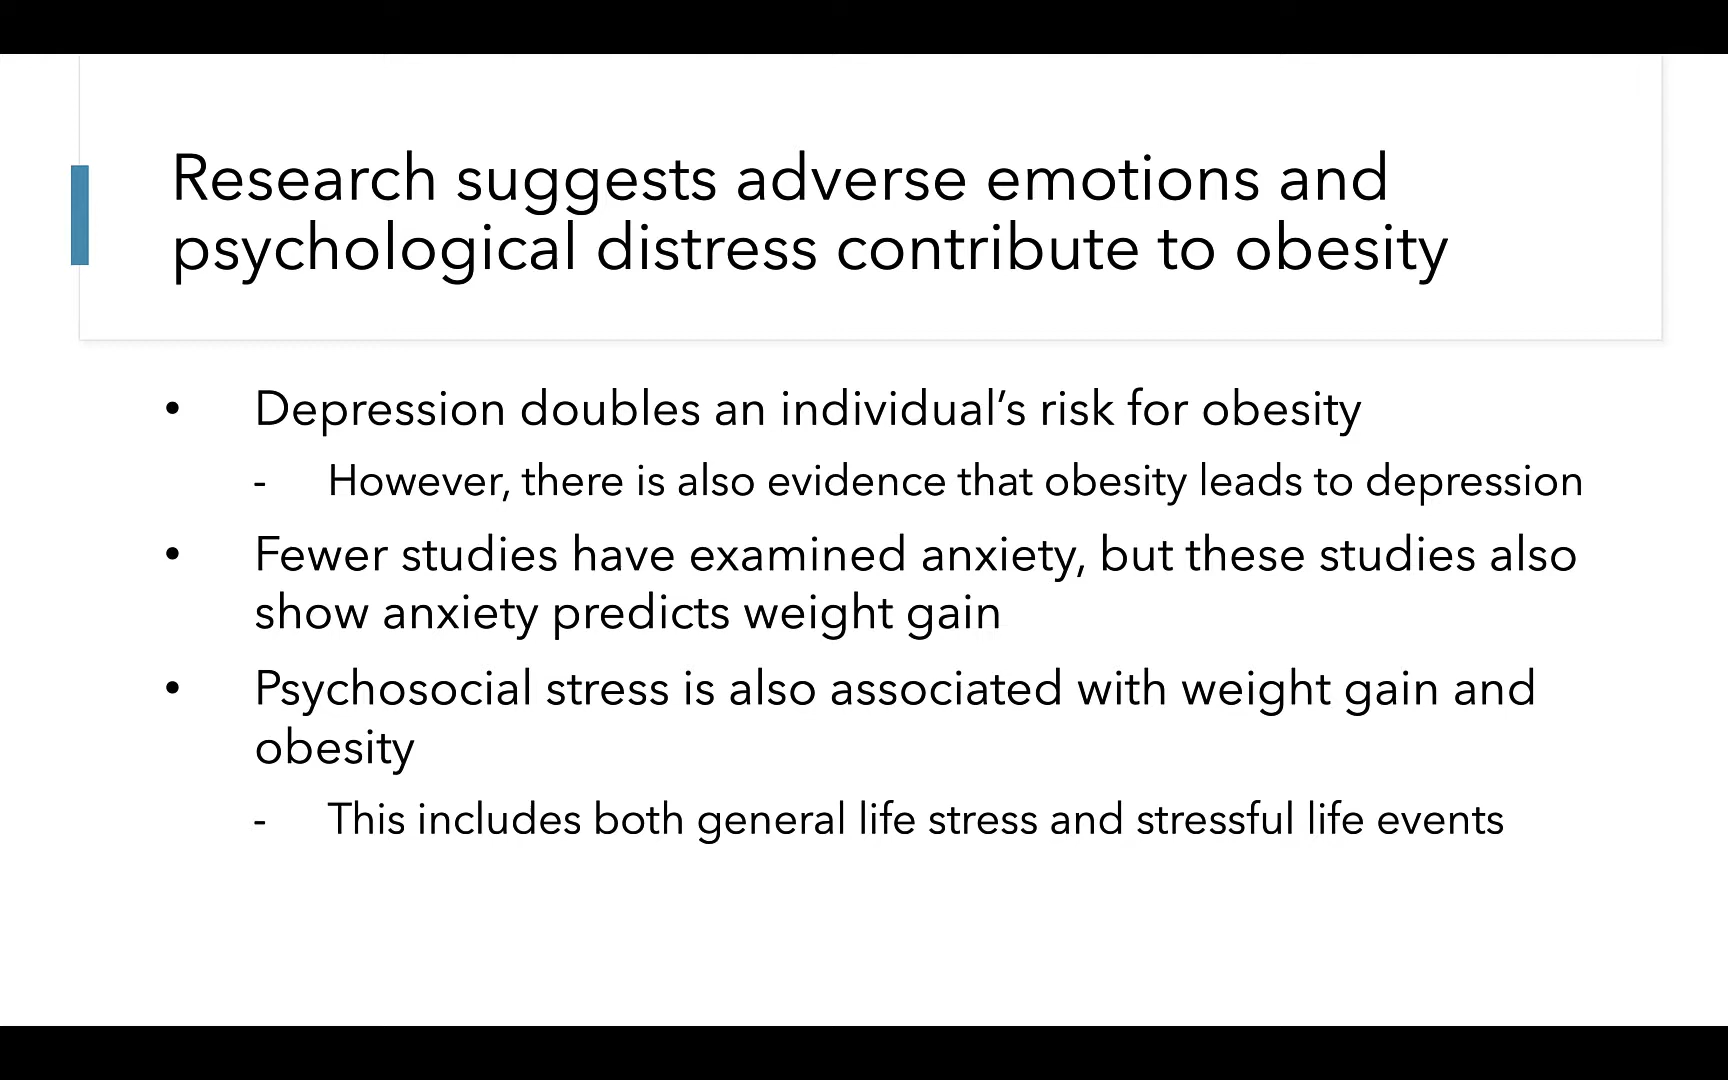 Research suggests adverse emotions and
psychological distress contribute to obesity
• Depression doubles an individual’s risk for obesity
- However, there is also evidence that obesity leads to depression
• Fewer studies have examined anxiety, but these studies also
show anxiety predicts weight gain
• Psychosocial stress is also associated with weight gain and
obesity
- This includes both general life stress and stressful life events